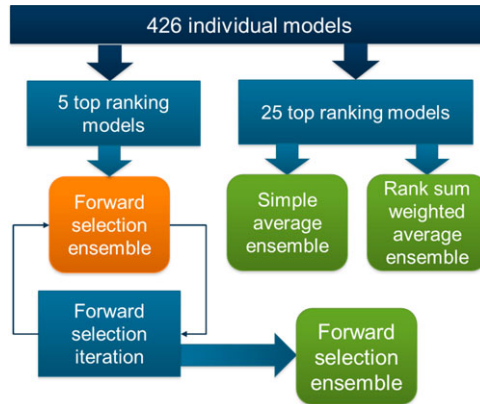 426 individual models
5 top ranking
models
25 top ranking models
Forward
selection
ensemble
Simple
average
ensemble
Rank sum
weighted
average
ensemble
Forward
selection
iteration
Forward
selection
ensemble